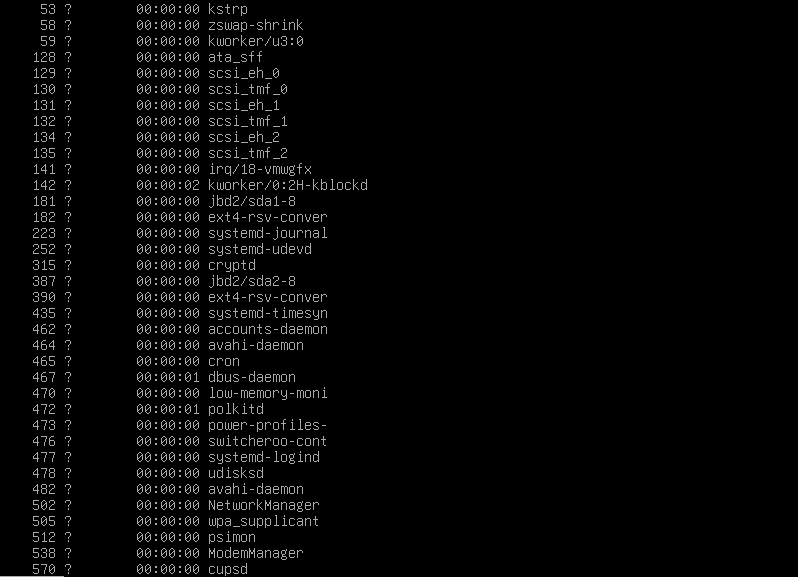 53 ? 00:00:00 kstrp
58 ? 00:00:00 zswap-shrink
59 ? 00:00:00 kworker/u3:0
128 ? 00:00:00 ata_sff
129 ? 00:00:00 scsi_eh_0
130 ? 00:00:00 scsi_tmf_0
131 ? 00:00:00 scsi_eh_1
132 ? 00:00:00 scsi_tmf_1
134 ? 00:00:00 scsi_eh_2
135 ? 00:00:00 scsi_tmf_2
141 ? 00:00:00 irq/18-vmwgfx
142 ? 00:00:02 kworker/0:2H-kblockd
181 ? 00:00:00 jbd2/sda1-8
182 ? 00:00:00 ext4-rsv-conver
223 ? 00:00:00 systemd-journal
252 ? 00:00:00 systemd-udevd
315 ? 00:00:00 cryptd
387 ? 00:00:00 jbd2/sda2-8
390 ? 00:00:00 ext4-rsv-conver
435 ? 00:00:00 systemd-timesyn
462 ? 00:00:00 accounts-daemon
464 ? 00:00:00 avahi-daemon
465 ? 00:00:00 cron
467 ? 00:00:01 dbus-daemon
470 ? 00:00:00 low-memory-moni
472 ? 00:00:01 polkitd
473 ? 00:00:00 power-profiles-
476 ? 00:00:00 switcheroo-cont
477 ? 00:00:00 systemd-logind
478 ? 00:00:00 udisksd
482 ? 00:00:00 avahi-daemon
502 ? 00:00:00 NetworkManager
505 ? 00:00:00 wpa_supplicant
512 ? 00:00:00 psimon
538 ? 00:00:00 ModemManager
570 ? 00:00:00 cupsd